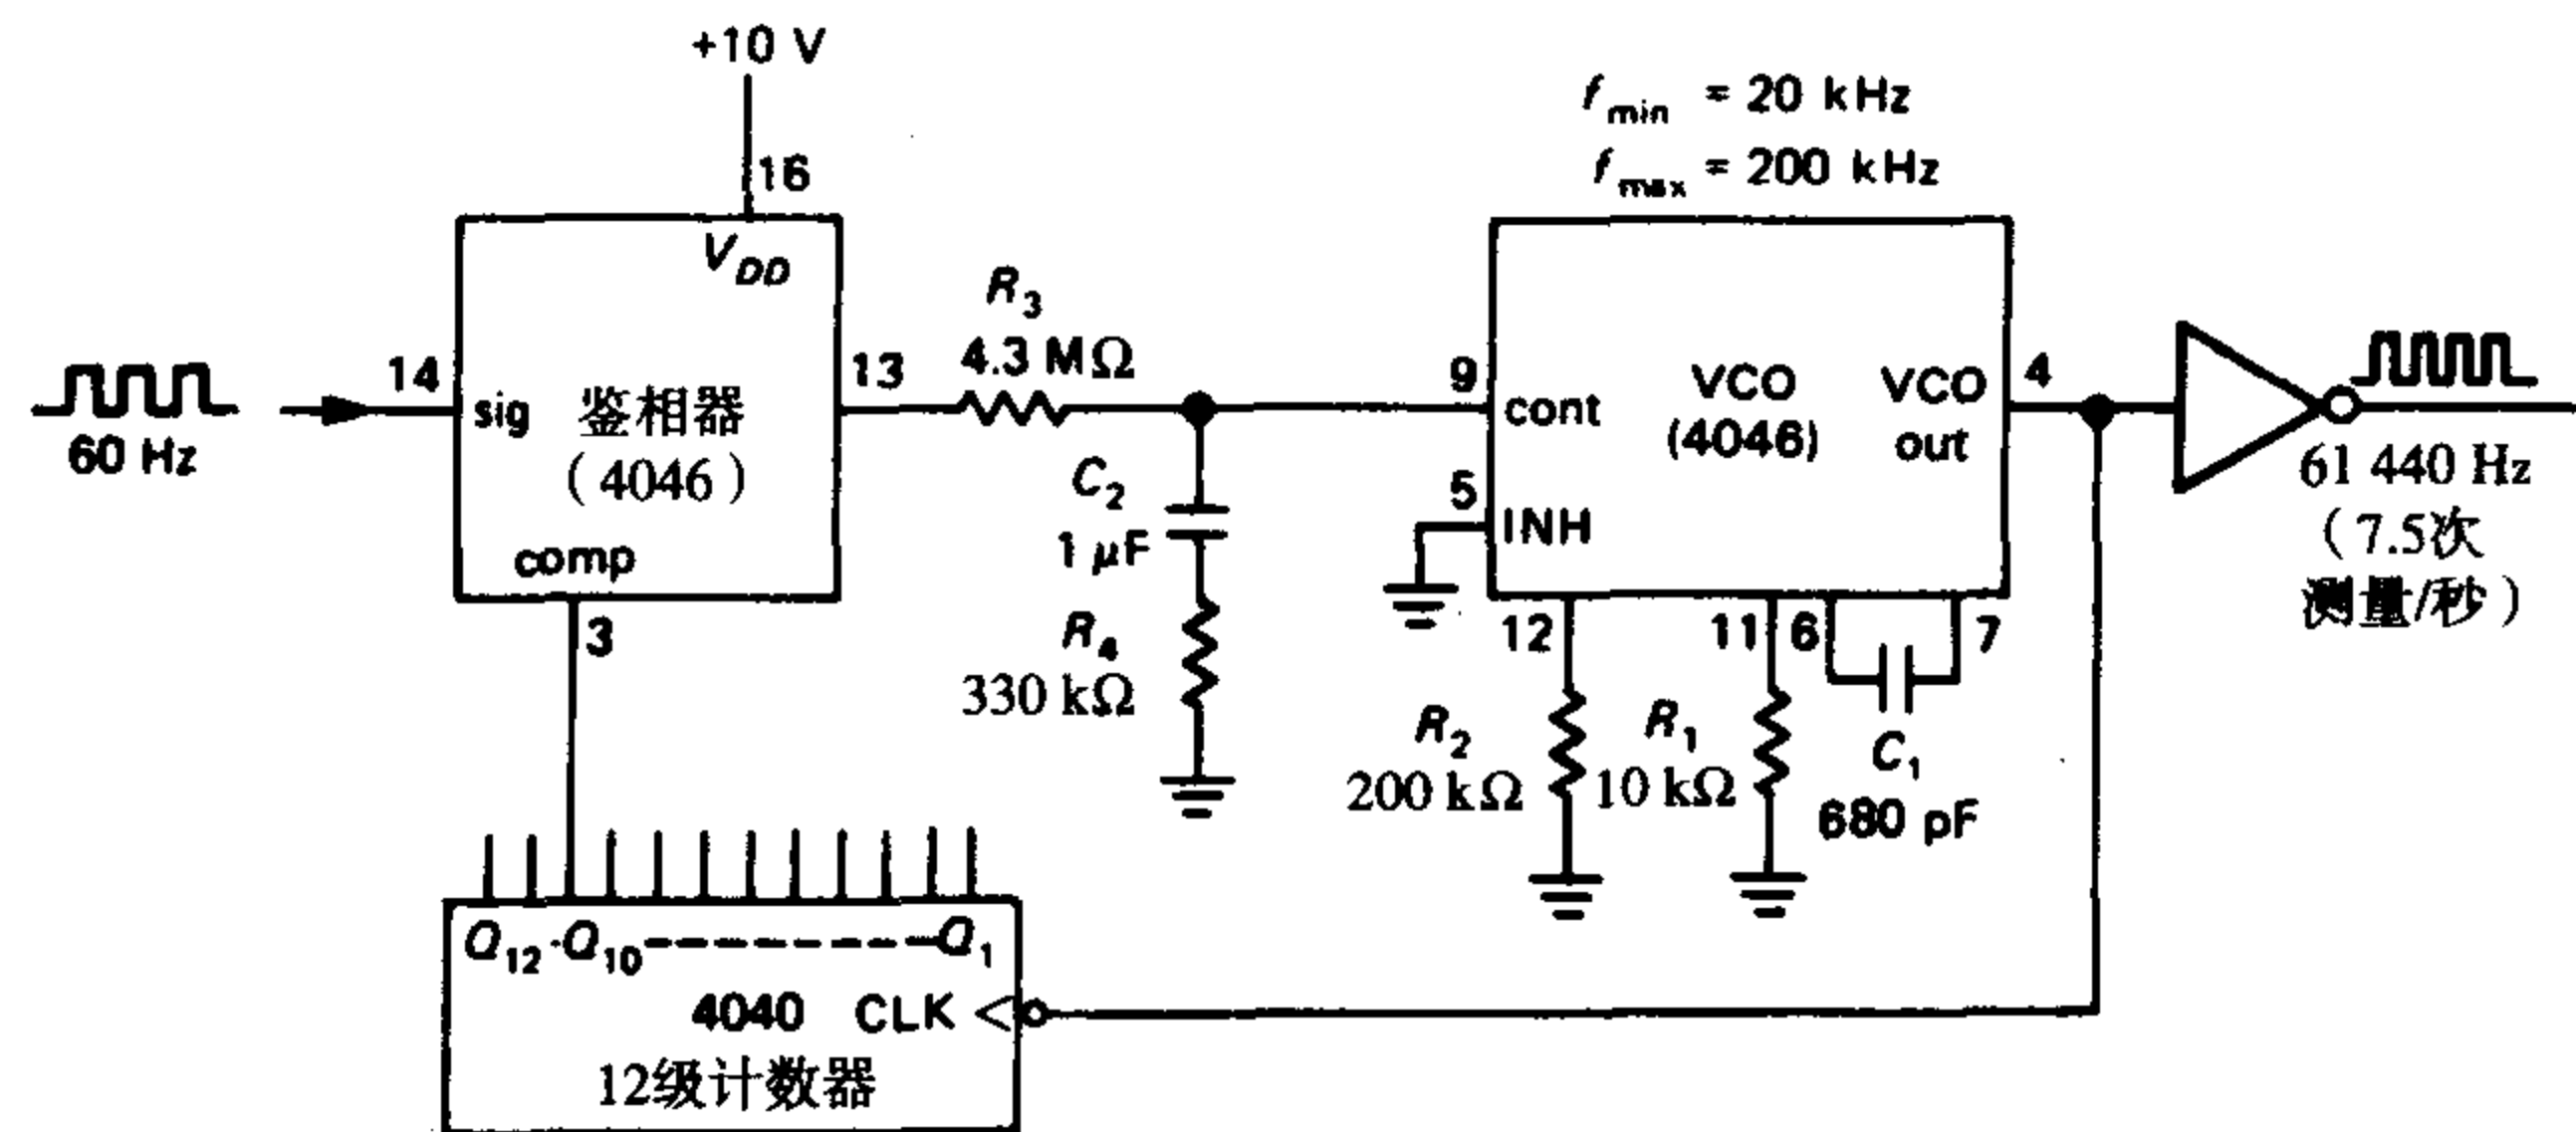 +10 V
16
V_DD
60 Hz
14
sig
鉴相器
(4046)
comp
3
13
R_3
4.3 MΩ
C_2
1 μF
R_4
330 kΩ
f_min = 20 kHz
f_max = 200 kHz
9
cont
5
INH
VCO
(4046)
VCO
out
4
12
11
6
7
R_2
200 kΩ
R_1
10 kΩ
C_1
680 pF
61 440 Hz
(7.5次
测量/秒)
Q_12 Q_10 ---------- Q_1
4040 CLK
12级计数器